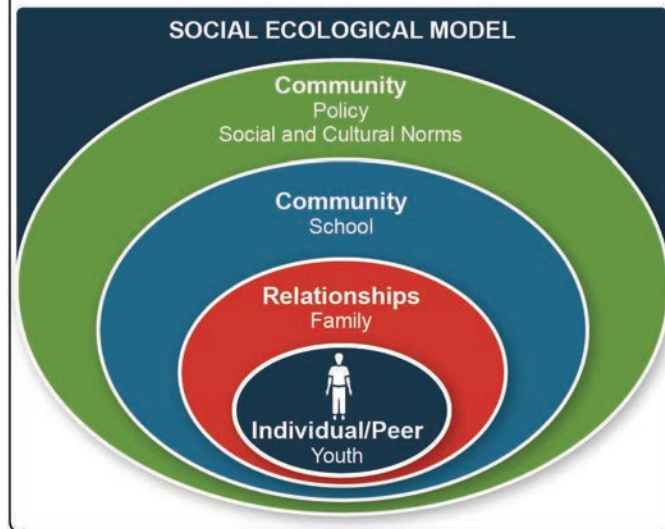 SOCIAL ECOLOGICAL MODEL
Community
Policy
Social and Cultural Norms
Community
School
Relationships
Family
Individual/Peer
Youth